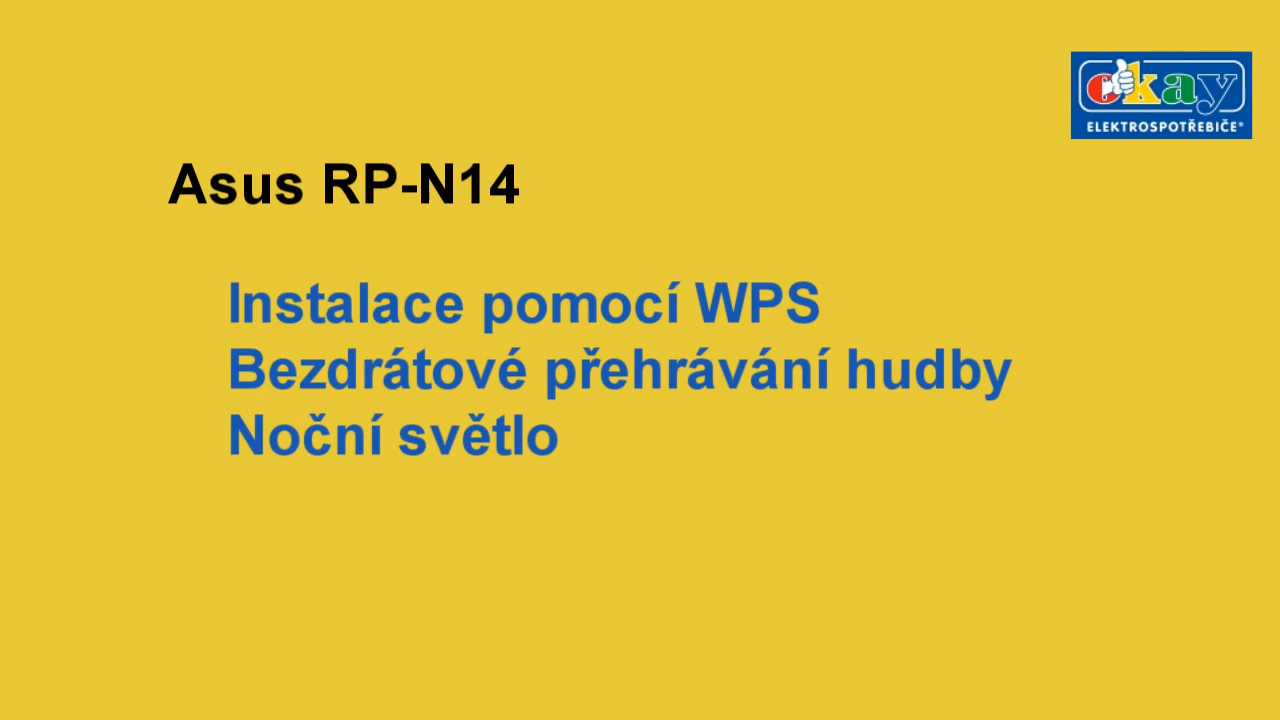 okay
ELEKTROSPOTŘEBIČE®
Asus RP-N14
Instalace pomocí WPS
Bezdrátové přehrávání hudby
Noční světlo